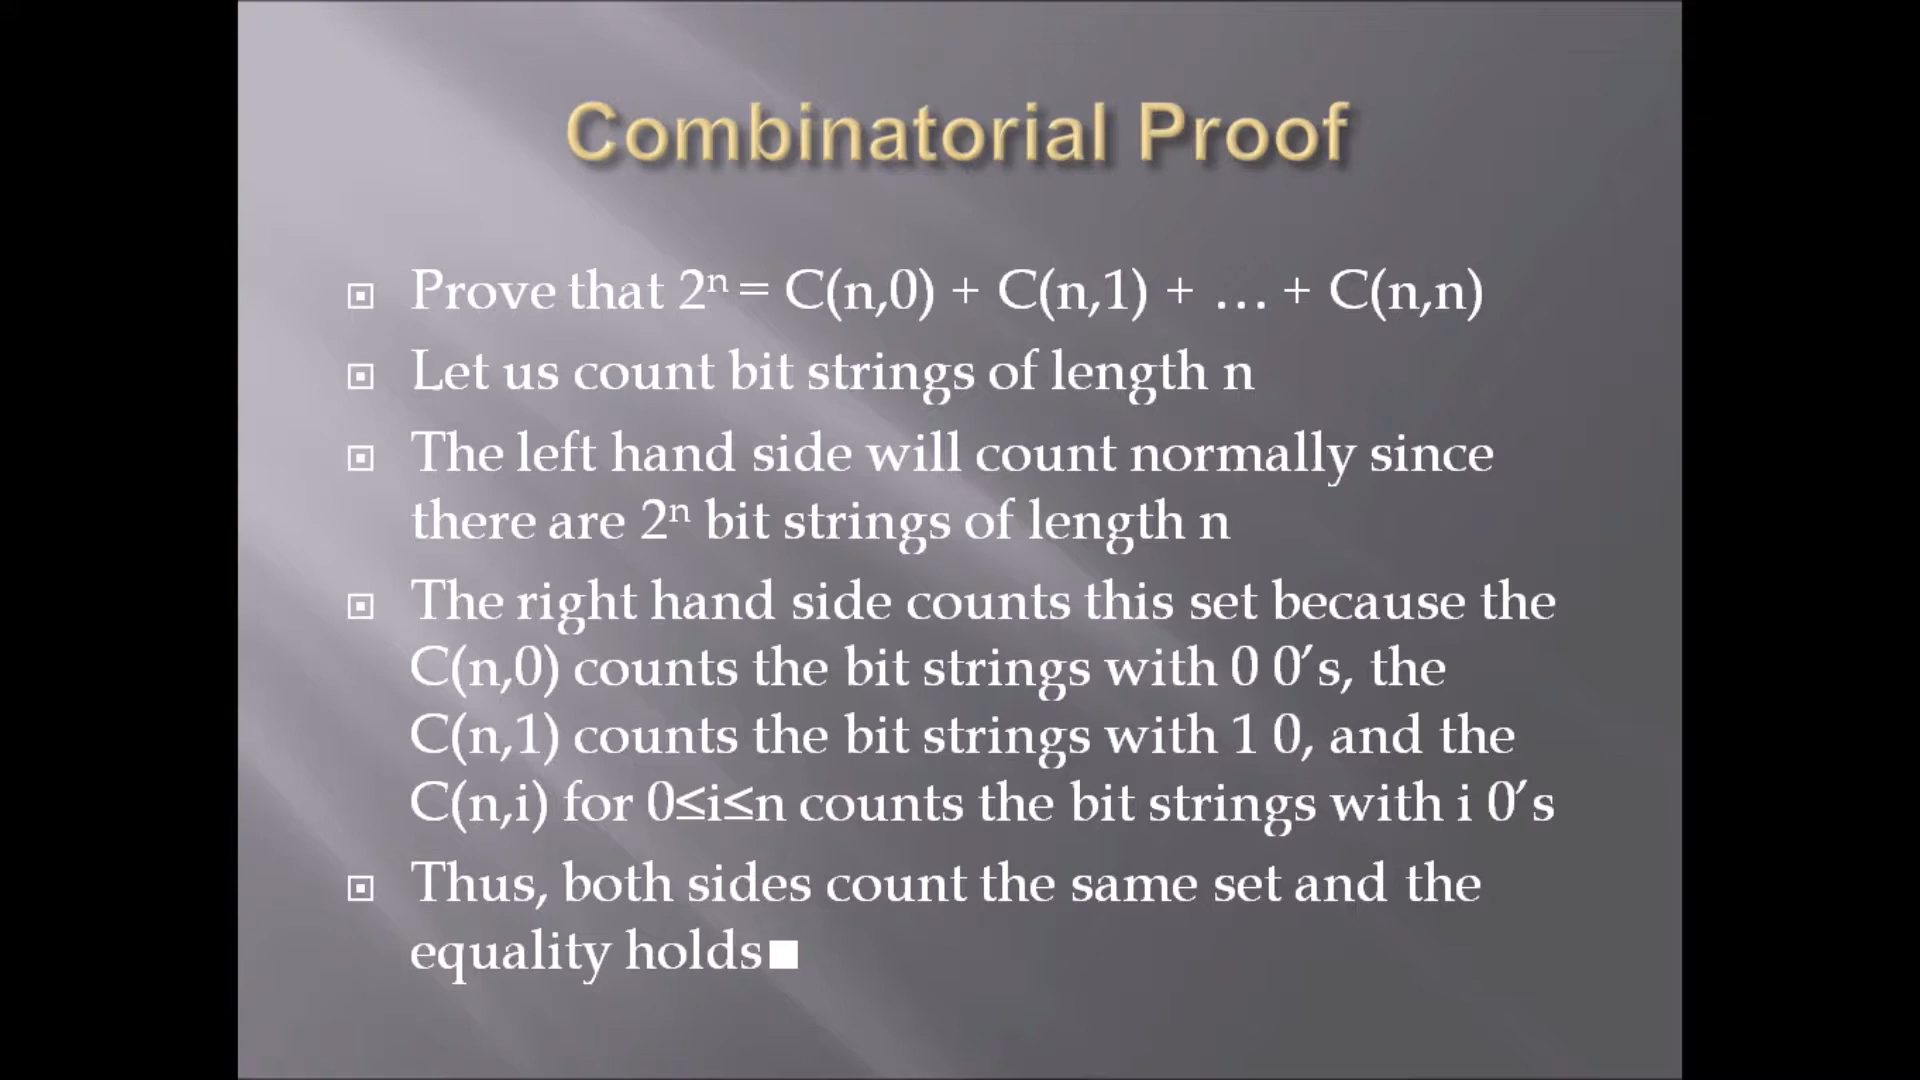 Combinatorial Proof
Prove that 2ⁿ = C(n,0) + C(n,1) + … + C(n,n)
Let us count bit strings of length n
The left hand side will count normally since
there are 2ⁿ bit strings of length n
The right hand side counts this set because the
C(n,0) counts the bit strings with 0 0's, the
C(n,1) counts the bit strings with 1 0, and the
C(n,i) for 0≤i≤n counts the bit strings with i 0's
Thus, both sides count the same set and the
equality holds■